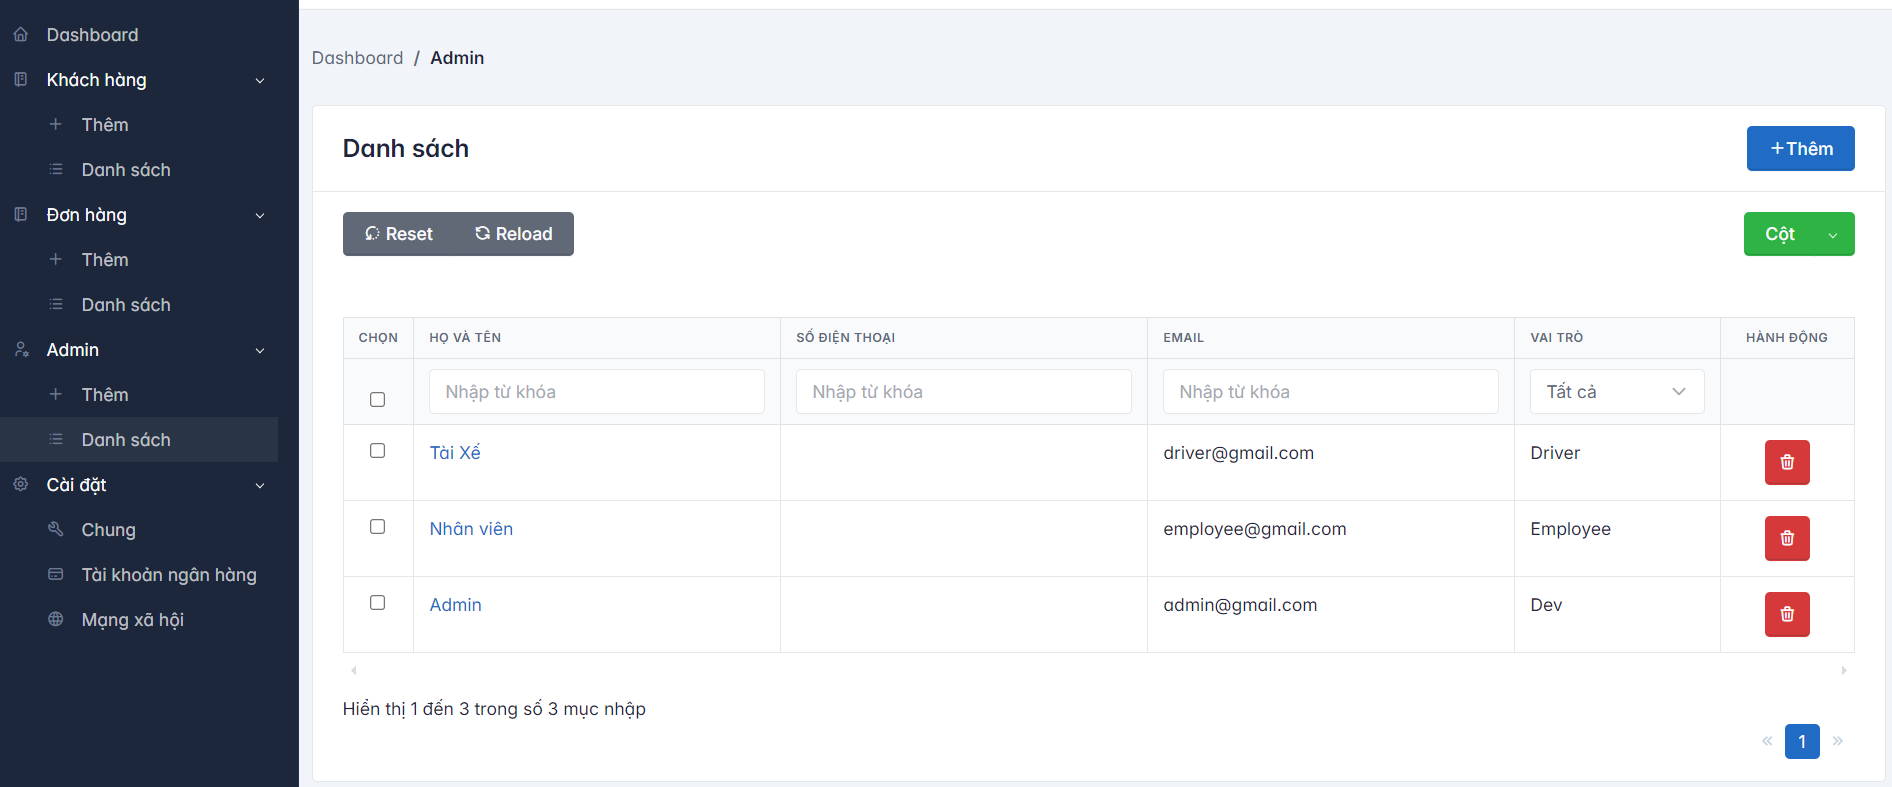 Dashboard
Khách hàng
Thêm
Danh sách
Đơn hàng
Thêm
Danh sách
Admin
Thêm
Danh sách
Cài đặt
Chung
Tài khoản ngân hàng
Mạng xã hội
Dashboard / Admin
Danh sách
+Thêm
Reset Reload
Cột
CHỌN HỌ VÀ TÊN SỐ ĐIỆN THOẠI EMAIL VAI TRÒ HÀNH ĐỘNG
Nhập từ khóa Nhập từ khóa Nhập từ khóa Tất cả
Tài Xế driver@gmail.com Driver
Nhân viên employee@gmail.com Employee
Admin admin@gmail.com Dev
Hiển thị 1 đến 3 trong số 3 mục nhập
« 1 »